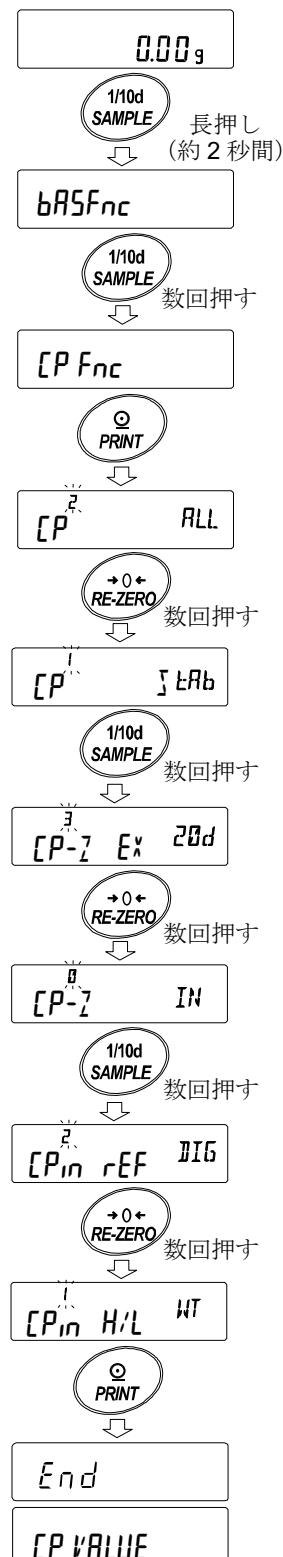 0.00 g
1/10d
SAMPLE
長押し
(約 2 秒間)
bASFnc
1/10d
SAMPLE
数回押す
CP Fnc
PRINT
2
CP ALL
→0←
RE-ZERO
数回押す
1
CP StAb
1/10d
SAMPLE
数回押す
3
CP-Z Ex 20d
→0←
RE-ZERO
数回押す
0
CP-Z IN
1/10d
SAMPLE
数回押す
2
CPin rEF DIG
→0←
RE-ZERO
数回押す
1
CPin H/L WT
PRINT
End
CP VALUE